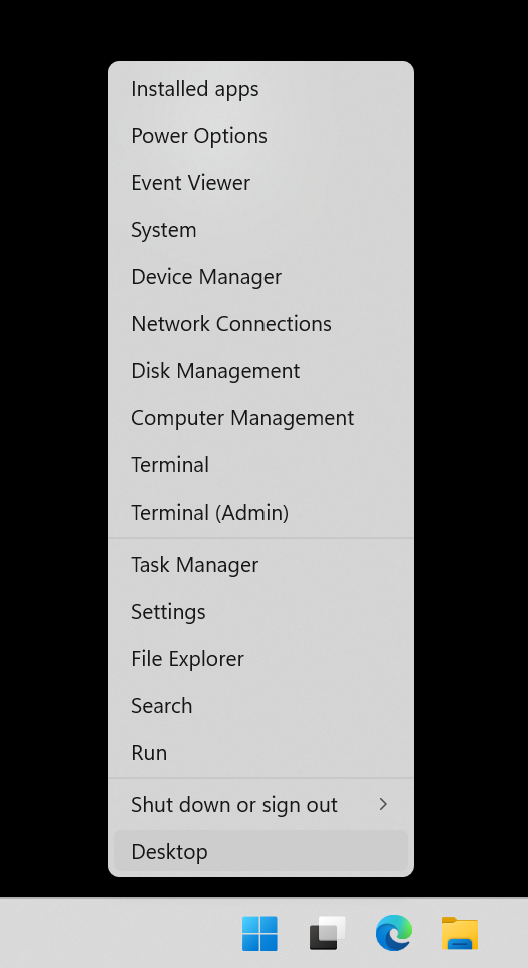 Installed apps
Power Options
Event Viewer
System
Device Manager
Network Connections
Disk Management
Computer Management
Terminal
Terminal (Admin)
Task Manager
Settings
File Explorer
Search
Run
Shut down or sign out
Desktop